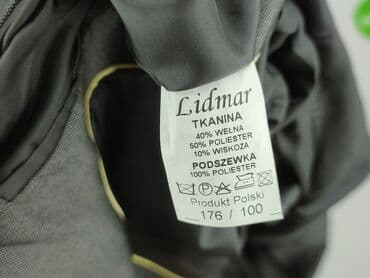 Lidmar
TKANINA
40% WEŁNA
50% POLIESTER
10% WISKOZA
PODSZEWKA
100% POLIESTER
Produkt Polski
176 / 100